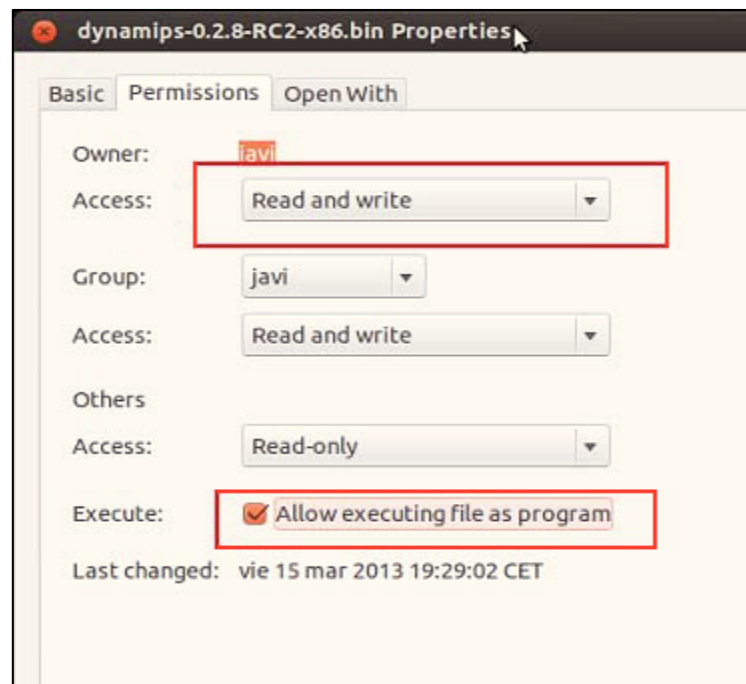 dynamips-0.2.8-RC2-x86.bin Properties
Basic Permissions Open With
Owner: javi
Access: Read and write
Group: javi
Access: Read and write
Others
Access: Read-only
Execute: Allow executing file as program
Last changed: vie 15 mar 2013 19:29:02 CET